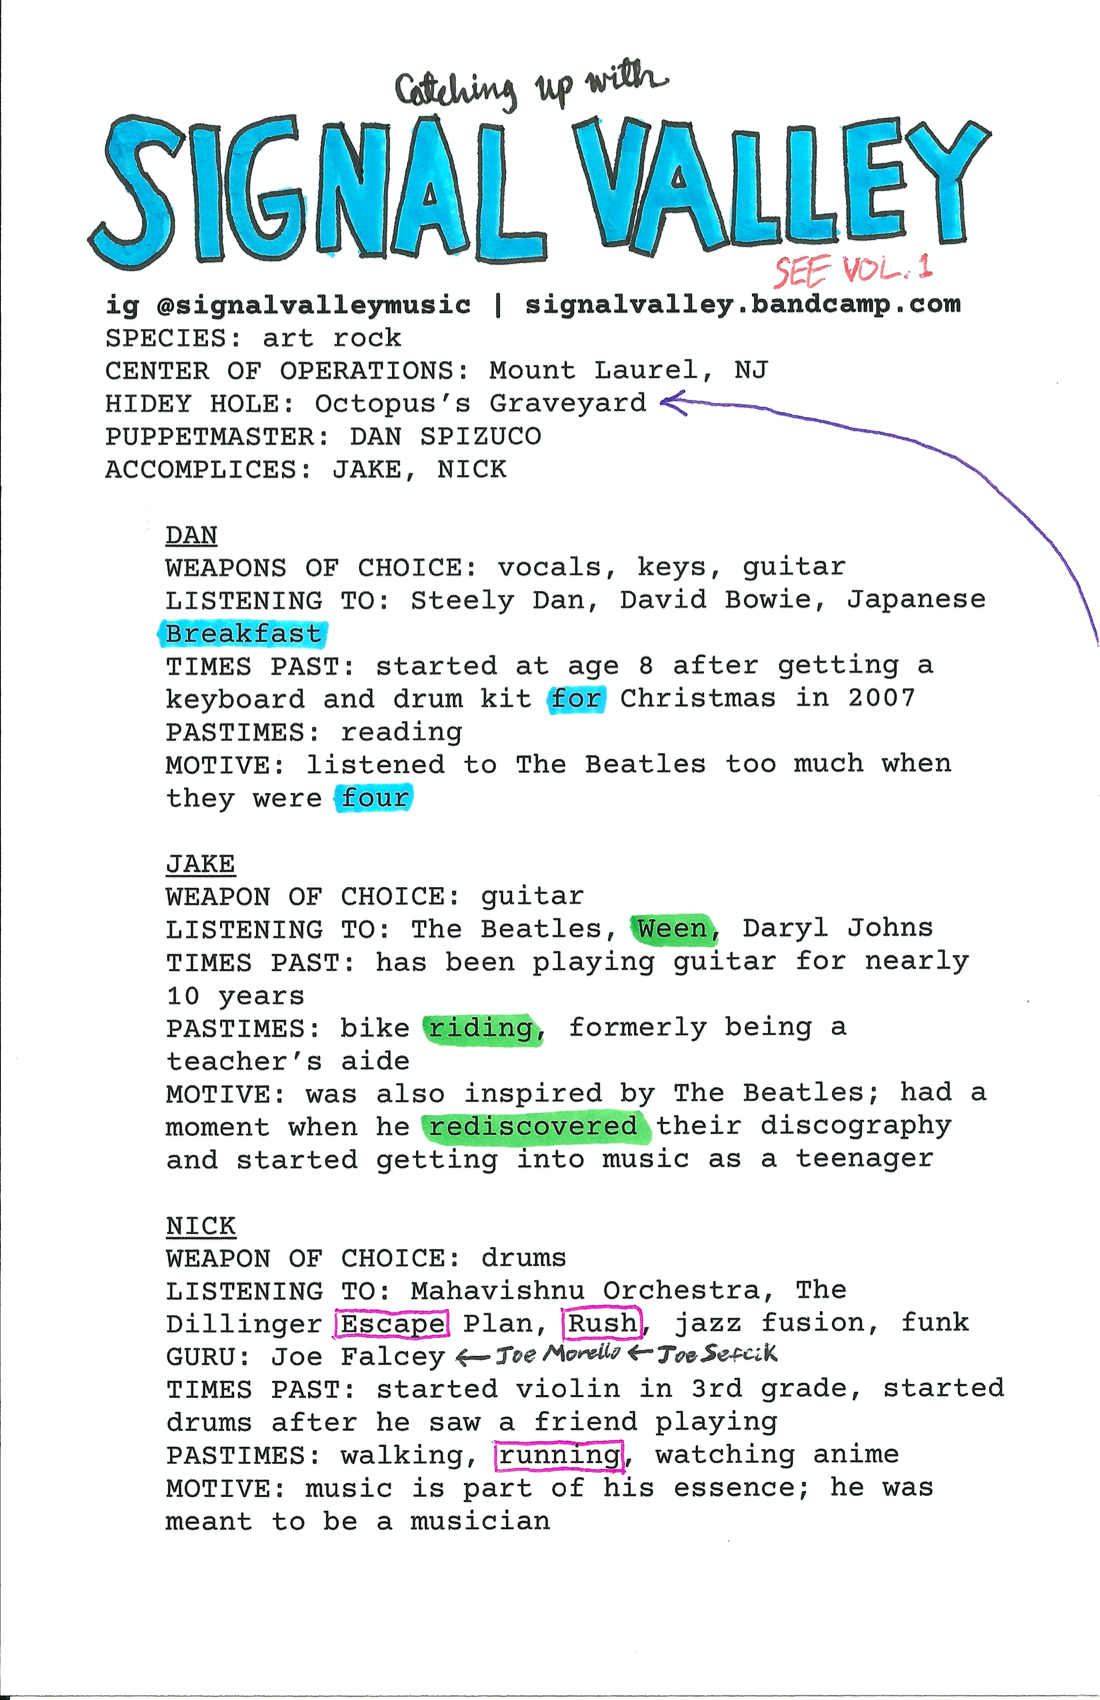 Catching up with
SIGNAL VALLEY
SEE VOL. 1
ig @signalvalleymusic | signalvalley.bandcamp.com
SPECIES: art rock
CENTER OF OPERATIONS: Mount Laurel, NJ
HIDEY HOLE: Octopus's Graveyard
PUPPETMASTER: DAN SPIZUCO
ACCOMPLICES: JAKE, NICK
DAN
WEAPONS OF CHOICE: vocals, keys, guitar
LISTENING TO: Steely Dan, David Bowie, Japanese
Breakfast
TIMES PAST: started at age 8 after getting a
keyboard and drum kit for Christmas in 2007
PASTIMES: reading
MOTIVE: listened to The Beatles too much when
they were four
JAKE
WEAPON OF CHOICE: guitar
LISTENING TO: The Beatles, Ween, Daryl Johns
TIMES PAST: has been playing guitar for nearly
10 years
PASTIMES: bike riding, formerly being a
teacher's aide
MOTIVE: was also inspired by The Beatles; had a
moment when he rediscovered their discography
and started getting into music as a teenager
NICK
WEAPON OF CHOICE: drums
LISTENING TO: Mahavishnu Orchestra, The
Dillinger Escape Plan, Rush, jazz fusion, funk
GURU: Joe Falcey ← Joe Morello ← Joe Sefcik
TIMES PAST: started violin in 3rd grade, started
drums after he saw a friend playing
PASTIMES: walking, running, watching anime
MOTIVE: music is part of his essence; he was
meant to be a musician